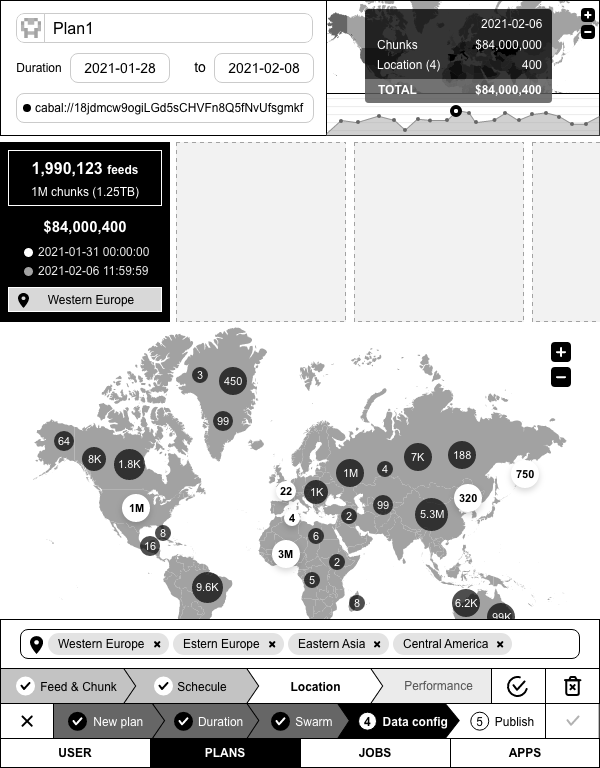 Plan1
Duration 2021-01-28 to 2021-02-08
cabal://18jdmcw9ogiLGd5sCHVFn8Q5fNvUfsgmkf
2021-02-06
Chunks $84,000,000
Location (4) 400
TOTAL $84,000,400
1,990,123 feeds
1M chunks (1.25TB)
$84,000,400
2021-01-31 00:00:00
2021-02-06 11:59:59
Western Europe
3
450
99
64
8K
1.8K
1M
8
16
9.6K
22
1K
1M
4
7K
188
750
320
99
5.3M
2
4
6
3M
2
5
8
6.2K
99K
Western Europe × Estern Europe × Eastern Asia × Central America ×
Feed & Chunk Schecule Location Performance
New plan Duration Swarm 4 Data config 5 Publish
USER PLANS JOBS APPS